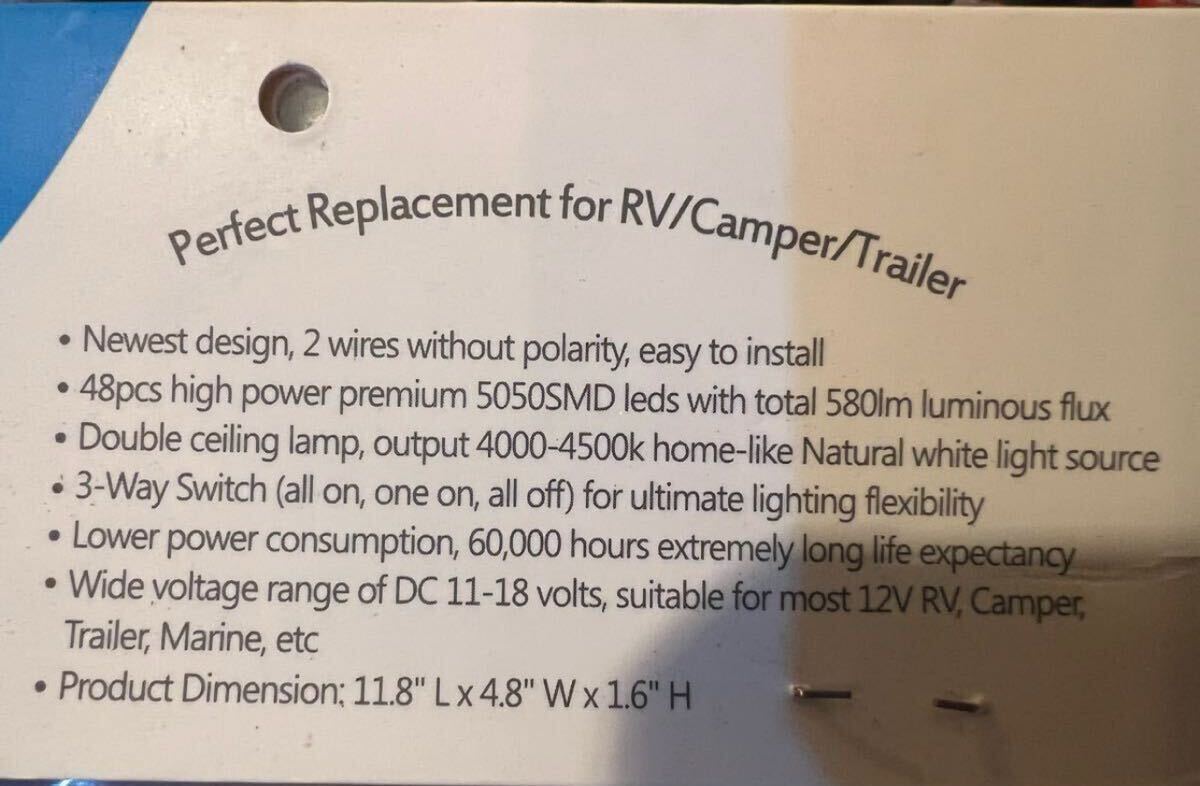 Perfect Replacement for RV/Camper/Trailer
• Newest design, 2 wires without polarity, easy to install
• 48pcs high power premium 5050SMD leds with total 580lm luminous flux
• Double ceiling lamp, output 4000-4500k home-like Natural white light source
• 3-Way Switch (all on, one on, all off) for ultimate lighting flexibility
• Lower power consumption, 60,000 hours extremely long life expectancy
• Wide voltage range of DC 11-18 volts, suitable for most 12V RV, Camper,
Trailer, Marine, etc
• Product Dimension: 11.8" L x 4.8" W x 1.6" H